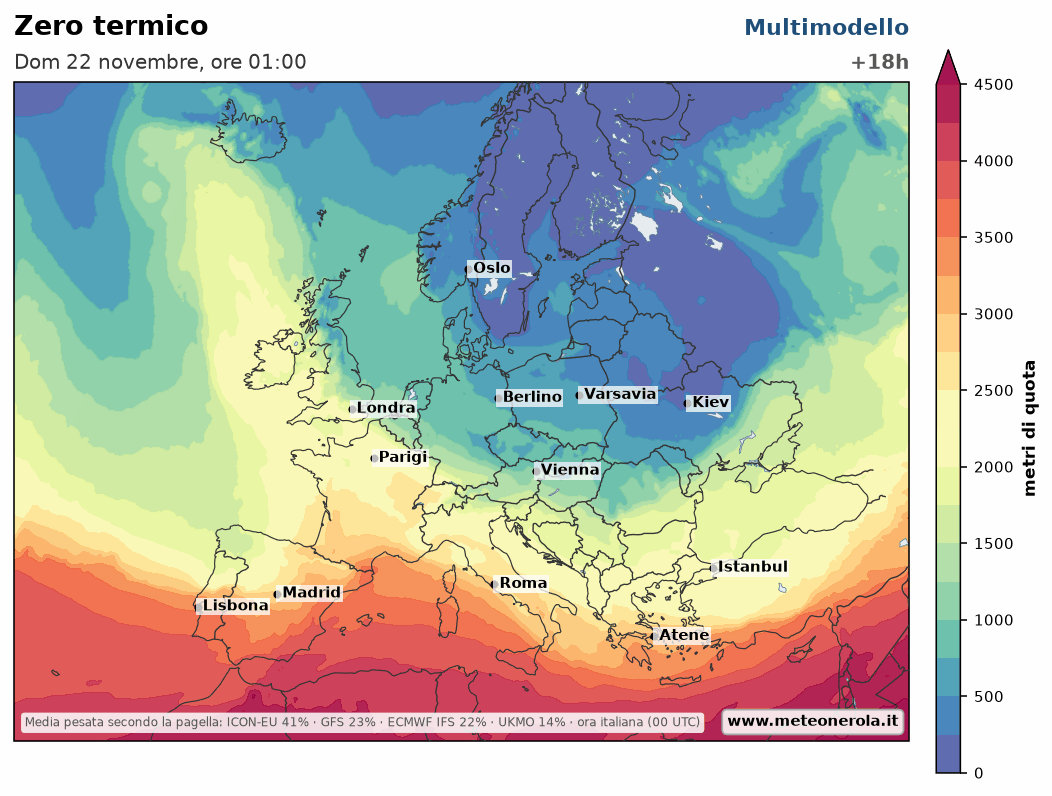 Zero termico
Multimodello
Dom 22 novembre, ore 01:00
+18h
4500
4000
3500
3000
2500
2000
1500
1000
500
0
metri di quota
Oslo
Berlino
Varsavia
Kiev
Londra
Parigi
Vienna
Istanbul
Roma
Madrid
Lisbona
Atene
Media pesata secondo la pagella: ICON-EU 41% · GFS 23% · ECMWF IFS 22% · UKMO 14% · ora italiana (00 UTC)
www.meteonerola.it